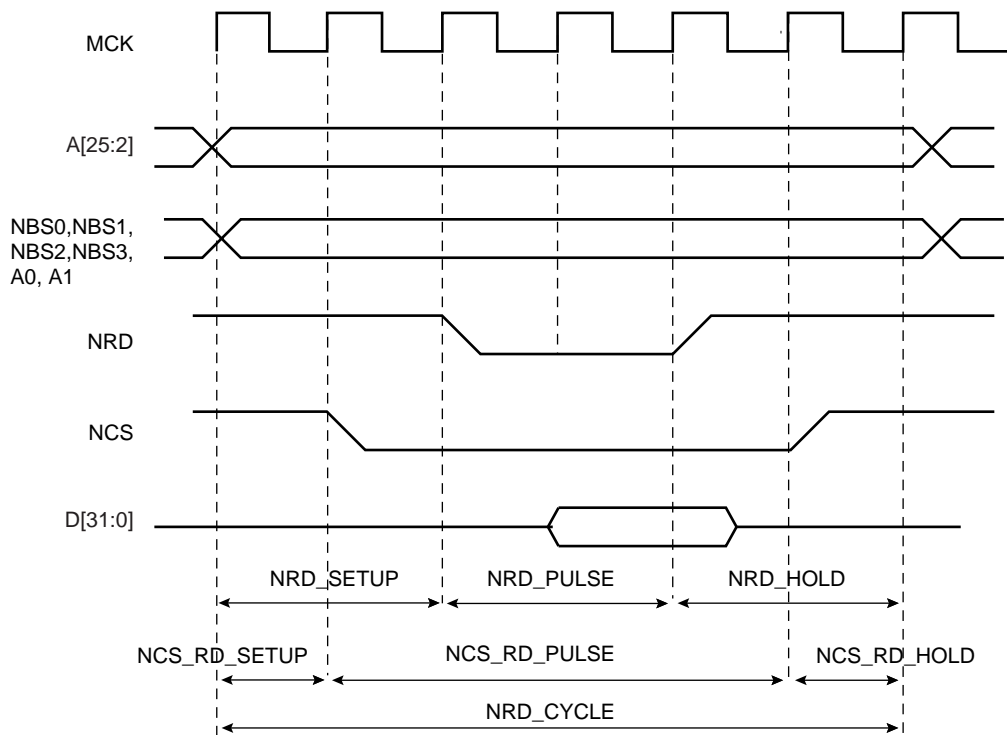 MCK
A[25:2]
NBS0,NBS1,
NBS2,NBS3,
A0, A1
NRD
NCS
D[31:0]
NRD_SETUP
NRD_PULSE
NRD_HOLD
NCS_RD_SETUP
NCS_RD_PULSE
NCS_RD_HOLD
NRD_CYCLE